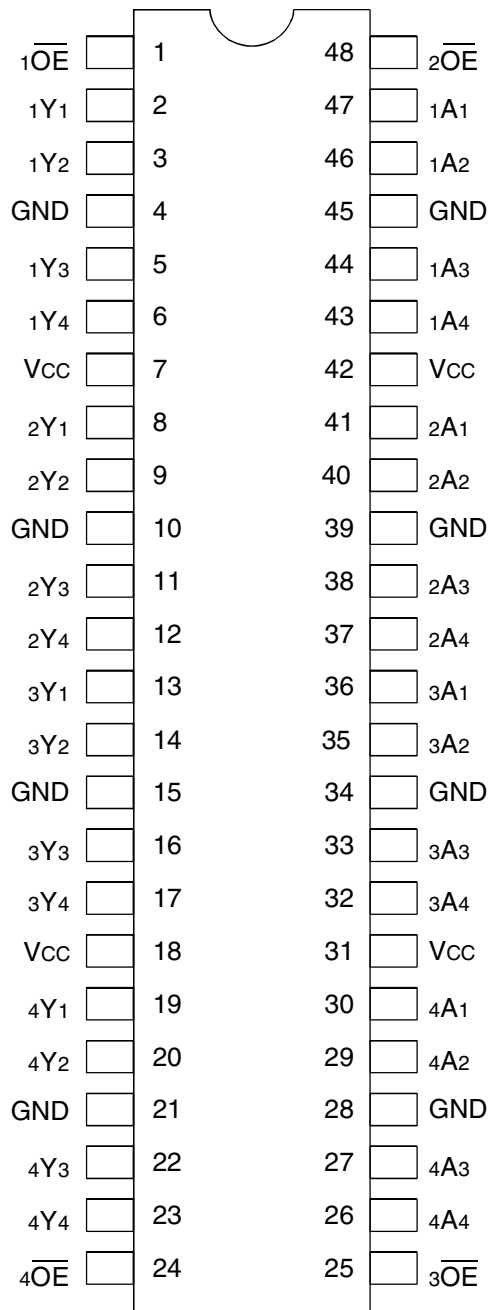 1O̅E̅ 1 48 2O̅E̅
1Y1 2 47 1A1
1Y2 3 46 1A2
GND 4 45 GND
1Y3 5 44 1A3
1Y4 6 43 1A4
VCC 7 42 VCC
2Y1 8 41 2A1
2Y2 9 40 2A2
GND 10 39 GND
2Y3 11 38 2A3
2Y4 12 37 2A4
3Y1 13 36 3A1
3Y2 14 35 3A2
GND 15 34 GND
3Y3 16 33 3A3
3Y4 17 32 3A4
VCC 18 31 VCC
4Y1 19 30 4A1
4Y2 20 29 4A2
GND 21 28 GND
4Y3 22 27 4A3
4Y4 23 26 4A4
4O̅E̅ 24 25 3O̅E̅